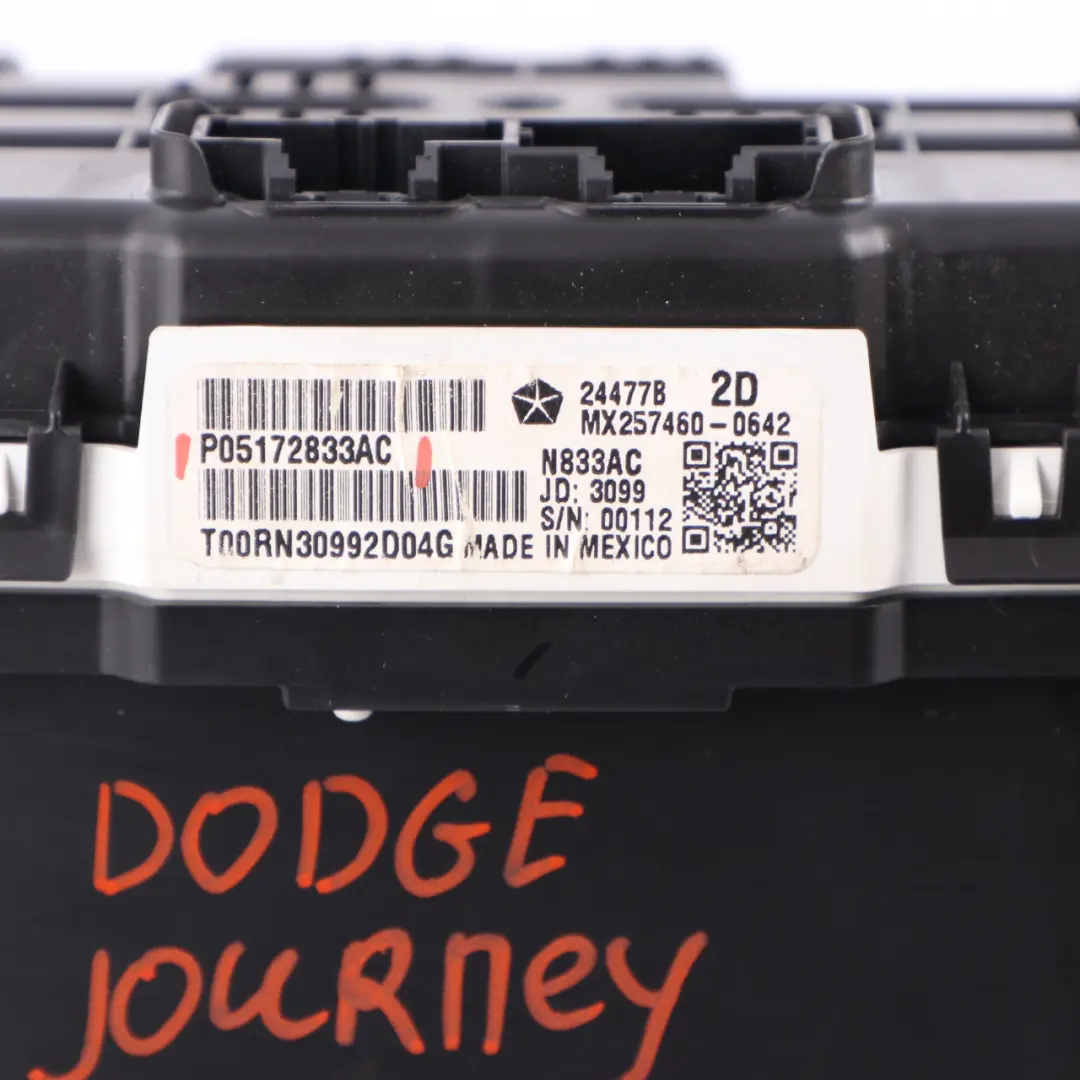 24477B 2D
MX257460-0642
P05172833AC
N833AC
JD: 3099
S/N: 00112
T00RN30992D04G MADE IN MEXICO
DODGE
JOURNEY